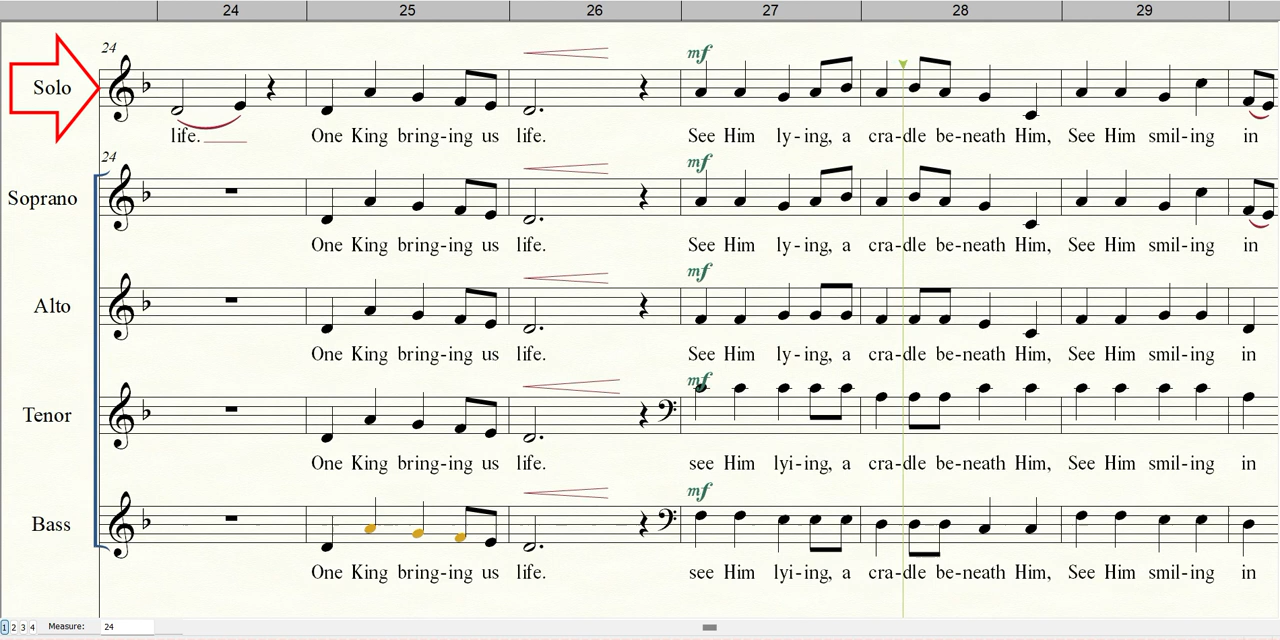 24 25 26 27 28 29
24
mf
Solo
life. One King bring-ing us life. See Him ly-ing, a cra-dle be-neath Him, See Him smil-ing in
24
mf
Soprano
One King bring-ing us life. See Him ly-ing, a cra-dle be-neath Him, See Him smil-ing in
mf
Alto
One King bring-ing us life. See Him ly-ing, a cra-dle be-neath Him, See Him smil-ing in
mf
Tenor
One King bring-ing us life. see Him lyi-ing, a cra-dle be-neath Him, See Him smil-ing in
mf
Bass
One King bring-ing us life. see Him lyi-ing, a cra-dle be-neath Him, See Him smil-ing in
1 2 3 4 Measure: 24